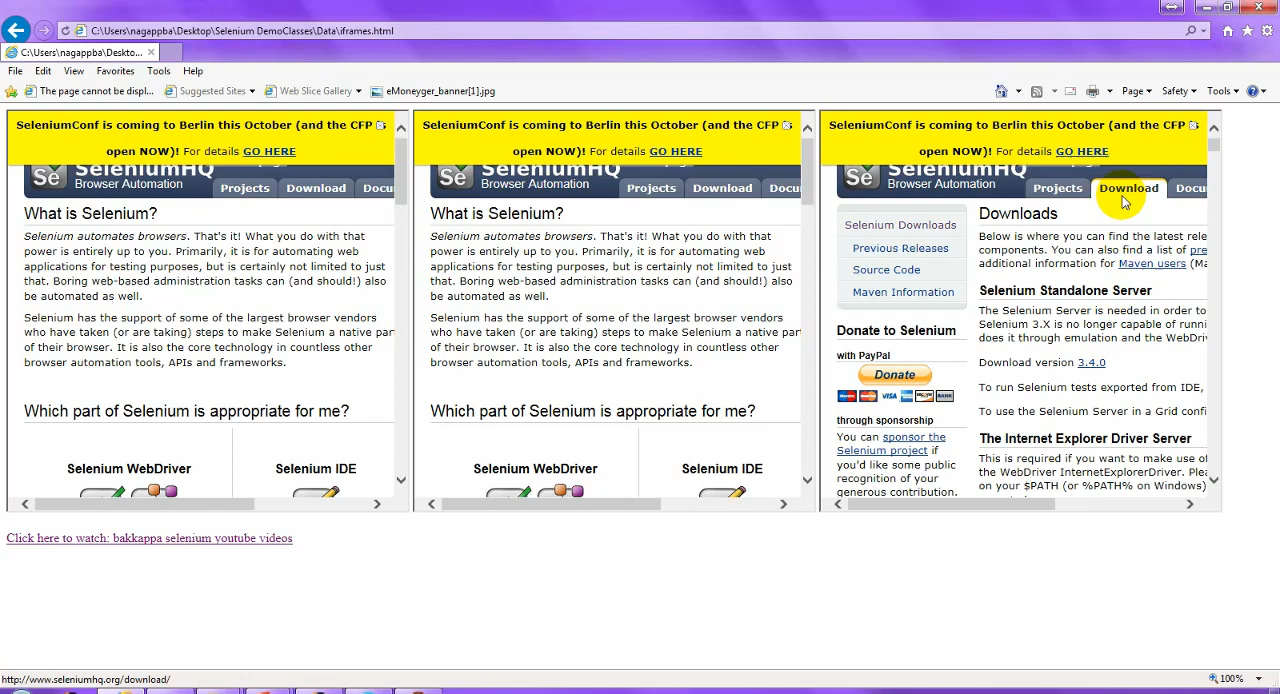 C:\Users\nagappba\Desktop\Selenium DemoClasses\Data\iframes.html
C:\Users\nagappba\Deskto...
File Edit View Favorites Tools Help
The page cannot be displ... Suggested Sites Web Slice Gallery eMoneyger_banner[1].jpg Page Safety Tools
SeleniumConf is coming to Berlin this October (and the CFP
open NOW)! For details GO HERE
SeleniumHQ
Browser Automation
Projects Download Docu
What is Selenium?
Selenium automates browsers. That's it! What you do with that
power is entirely up to you. Primarily, it is for automating web
applications for testing purposes, but is certainly not limited to just
that. Boring web-based administration tasks can (and should!) also
be automated as well.
Selenium has the support of some of the largest browser vendors
who have taken (or are taking) steps to make Selenium a native part
of their browser. It is also the core technology in countless other
browser automation tools, APIs and frameworks.
Which part of Selenium is appropriate for me?
Selenium WebDriver Selenium IDE
SeleniumConf is coming to Berlin this October (and the CFP
open NOW)! For details GO HERE
SeleniumHQ
Browser Automation
Projects Download Docu
What is Selenium?
Selenium automates browsers. That's it! What you do with that
power is entirely up to you. Primarily, it is for automating web
applications for testing purposes, but is certainly not limited to just
that. Boring web-based administration tasks can (and should!) also
be automated as well.
Selenium has the support of some of the largest browser vendors
who have taken (or are taking) steps to make Selenium a native part
of their browser. It is also the core technology in countless other
browser automation tools, APIs and frameworks.
Which part of Selenium is appropriate for me?
Selenium WebDriver Selenium IDE
SeleniumConf is coming to Berlin this October (and the CFP
open NOW)! For details GO HERE
SeleniumHQ
Browser Automation
Projects Download Docu
Selenium Downloads
Previous Releases
Source Code
Maven Information
Donate to Selenium
with PayPal
Donate
VISA
BANK
through sponsorship
You can sponsor the
Selenium project if
you'd like some public
recognition of your
generous contribution.
Downloads
Below is where you can find the latest rele
components. You can also find a list of pre
additional information for Maven users (Ma
Selenium Standalone Server
The Selenium Server is needed in order to
Selenium 3.X is no longer capable of runni
does it through emulation and the WebDriv
Download version 3.4.0
To run Selenium tests exported from IDE,
To use the Selenium Server in a Grid confi
The Internet Explorer Driver Server
This is required if you want to make use of
the WebDriver InternetExplorerDriver. Plea
on your $PATH (or %PATH% on Windows)
Click here to watch: bakkappa selenium youtube videos
http://www.seleniumhq.org/download/
100%